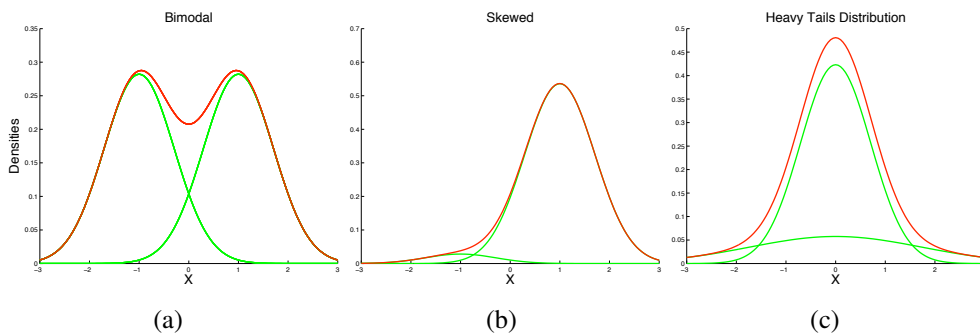 Bimodal
0.35
0.3
0.25
0.2
0.15
0.1
0.05
0
Densities
−3 −2 −1 0 1 2 3
X
(a)
Skewed
0.7
0.6
0.5
0.4
0.3
0.2
0.1
0
−3 −2 −1 0 1 2 3
X
(b)
Heavy Tails Distribution
0.5
0.45
0.4
0.35
0.3
0.25
0.2
0.15
0.1
0.05
0
−3 −2 −1 0 1 2
X
(c)